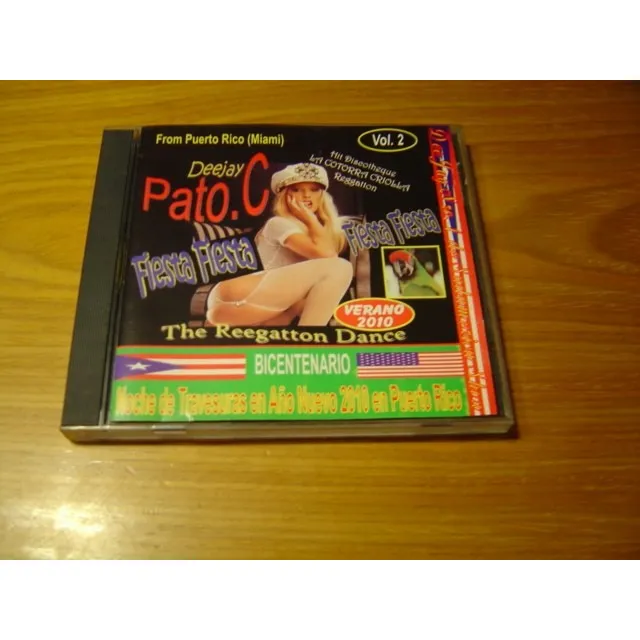 From Puerto Rico (Miami)
Vol. 2
Deejay
Pato.C
Hit Discotheque
LA COTORRA CRIOLLA
Reggatton
Fiesta Fiesta
Fiesta Fiesta
VERANO
2010
The Reegatton Dance
BICENTENARIO
Noche de Travesuras en Año Nuevo 2010 en Puerto Rico